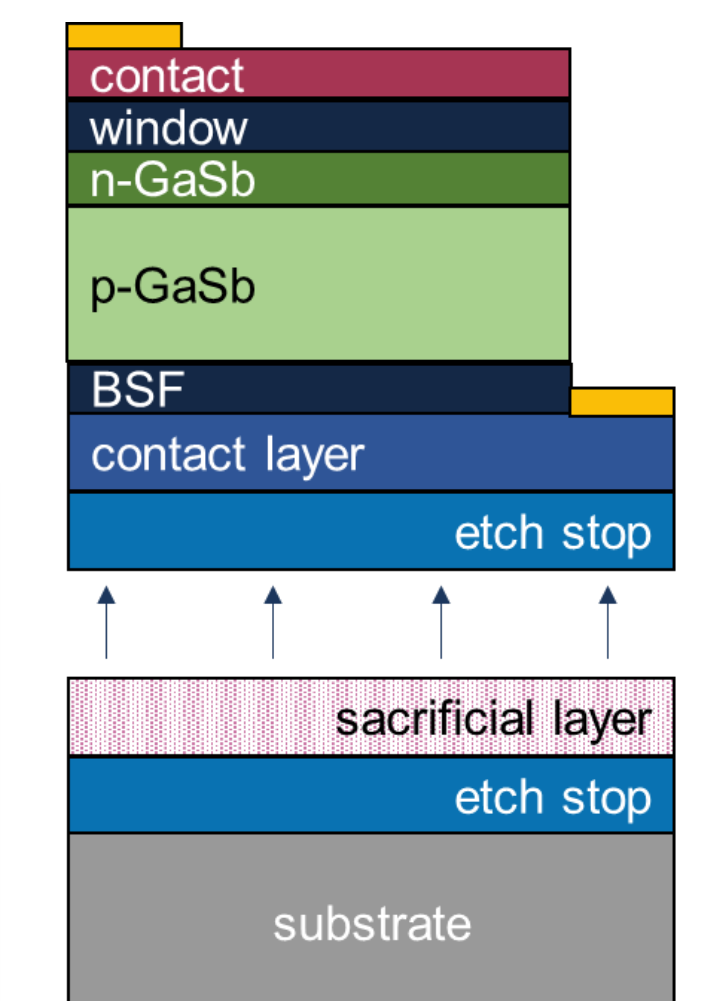 contact
window
n-GaSb
p-GaSb
BSF
contact layer
etch stop
sacrificial layer
etch stop
substrate